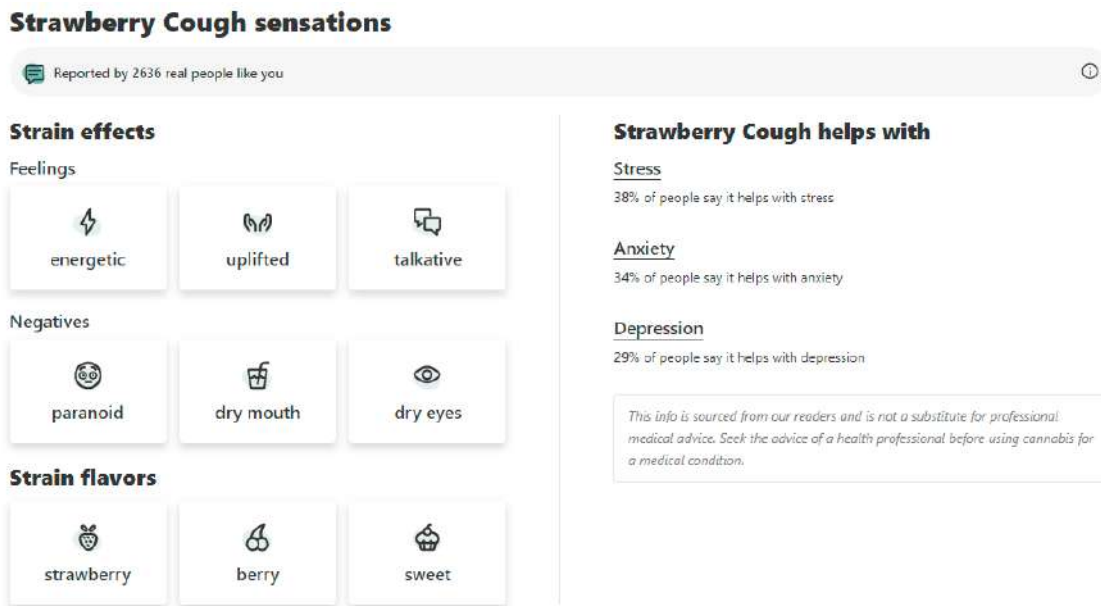 Strawberry Cough sensations
Reported by 2636 real people like you
Strain effects
Feelings
energetic
uplifted
talkative
Negatives
paranoid
dry mouth
dry eyes
Strain flavors
strawberry
berry
sweet
Strawberry Cough helps with
Stress
38% of people say it helps with stress
Anxiety
34% of people say it helps with anxiety
Depression
29% of people say it helps with depression
This info is sourced from our readers and is not a substitute for professional
medical advice. Seek the advice of a health professional before using cannabis for
a medical condition.